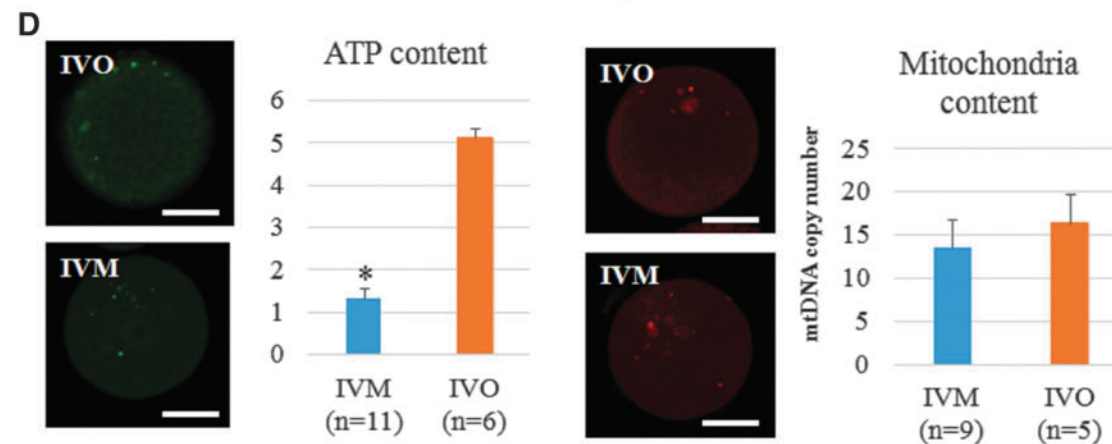 D
IVO
IVM
ATP content
6
5
4
3
2
1
0
*
IVM
(n=11)
IVO
(n=6)
IVO
IVM
Mitochondria
content
mtDNA copy number
25
20
15
10
5
0
IVM
(n=9)
IVO
(n=5)